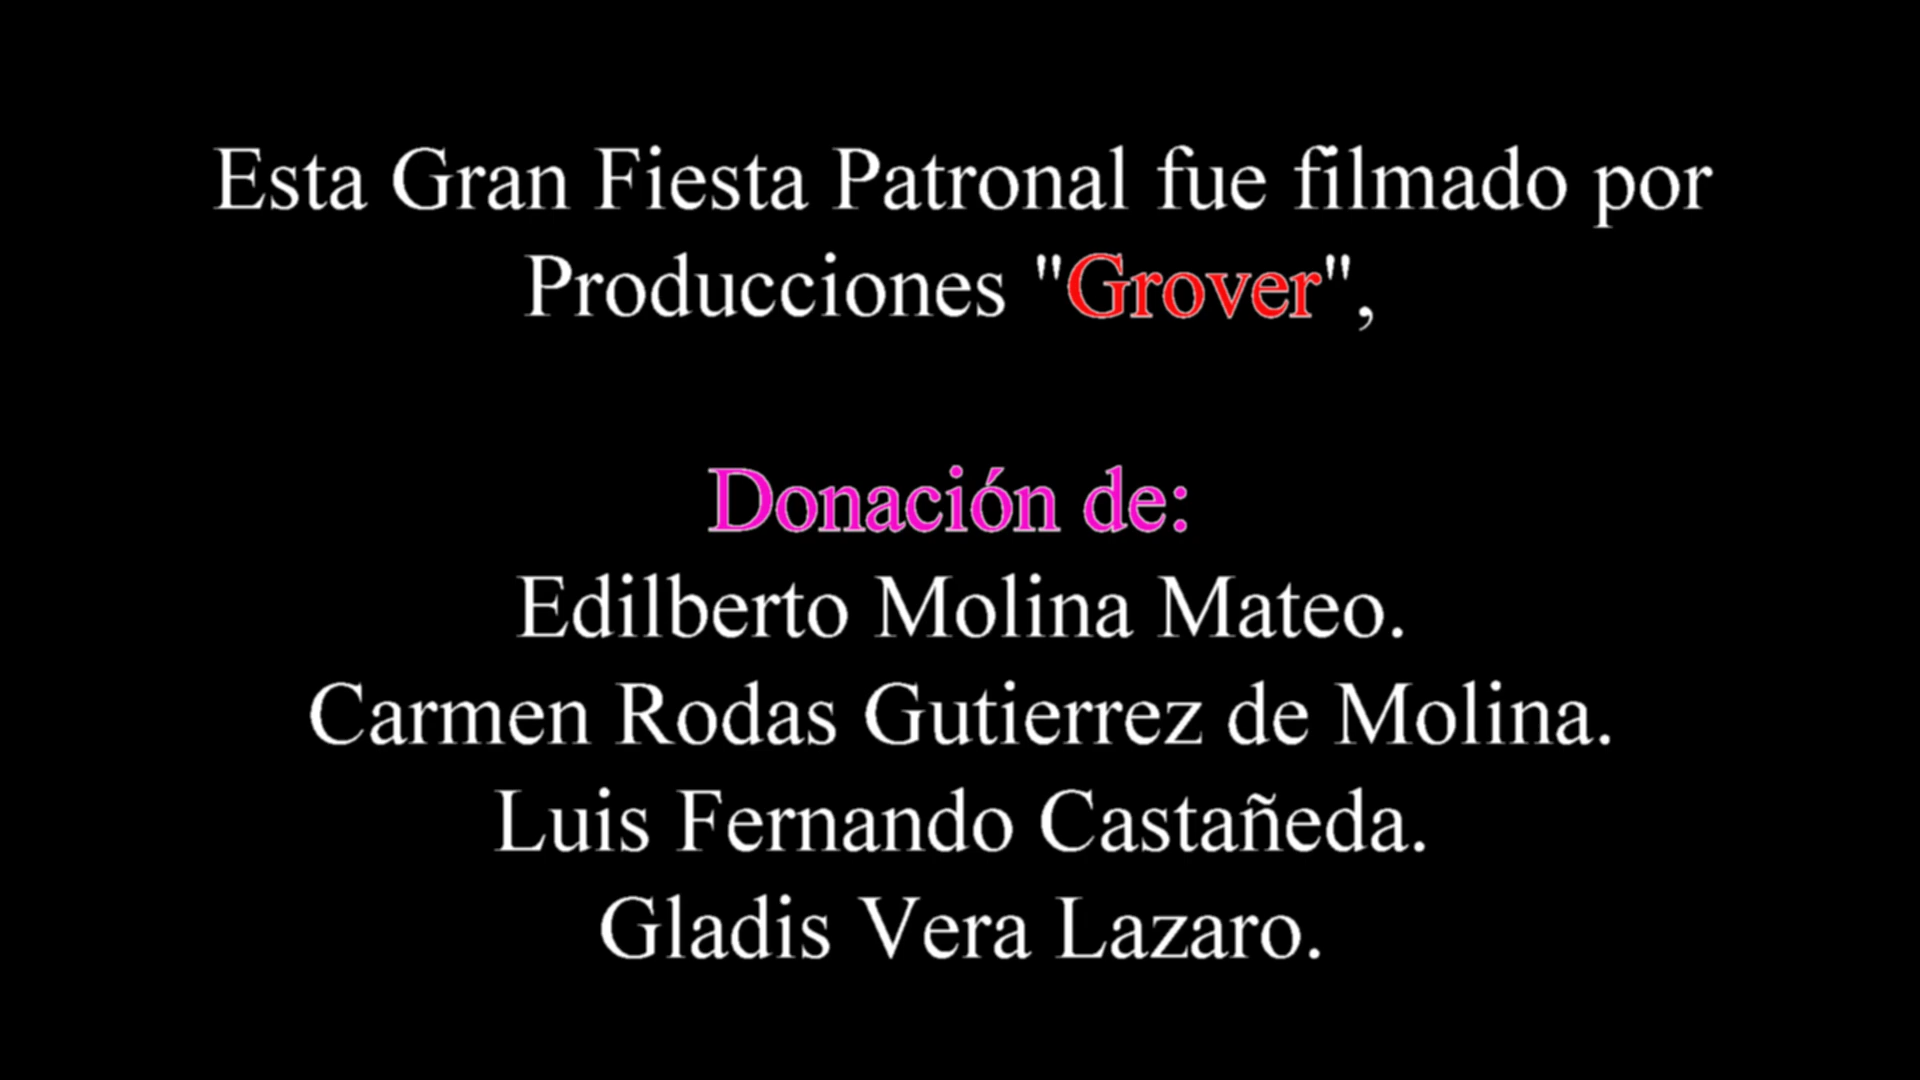 Esta Gran Fiesta Patronal fue filmado por
Producciones "Grover",
Donación de:
Edilberto Molina Mateo.
Carmen Rodas Gutierrez de Molina.
Luis Fernando Castañeda.
Gladis Vera Lazaro.